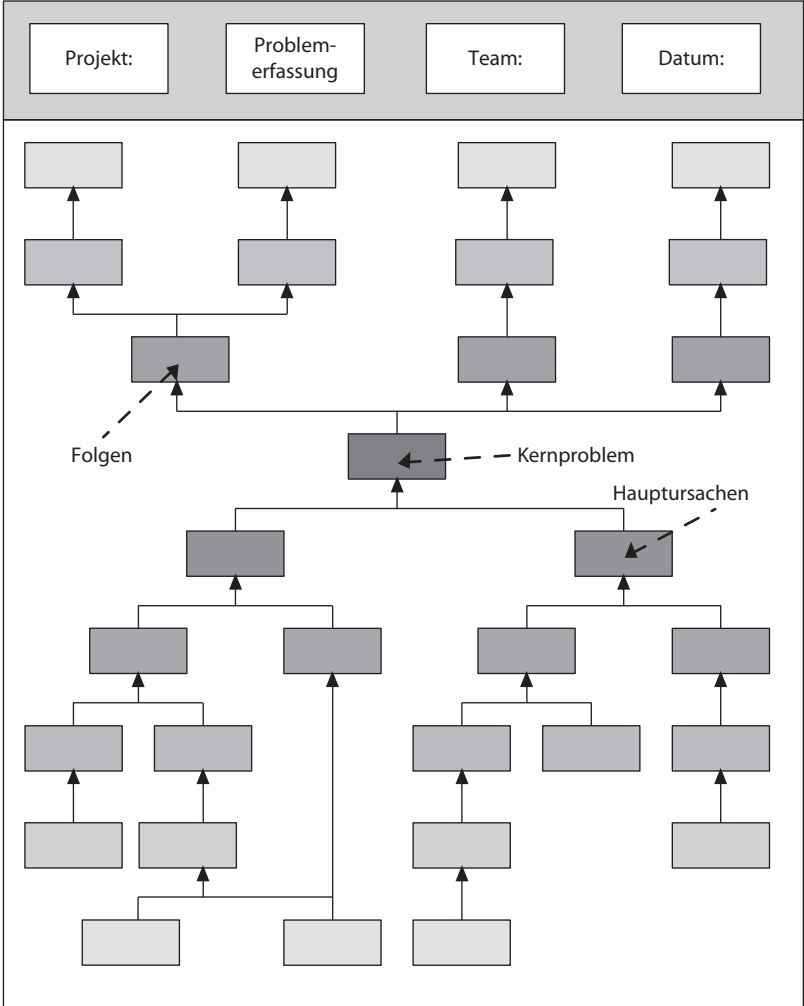 Projekt:
Problem-
erfassung
Team:
Datum:
Folgen
Kernproblem
Hauptursachen